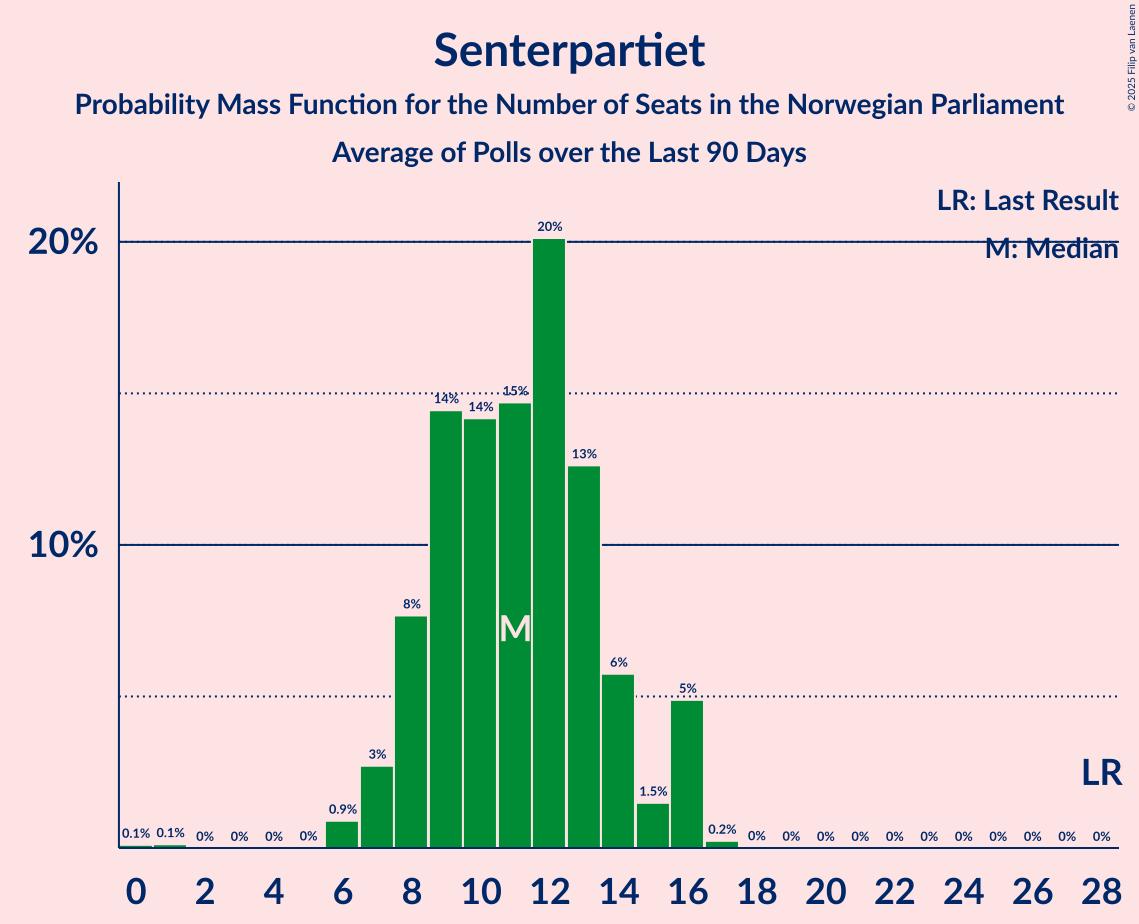 Senterpartiet
Probability Mass Function for the Number of Seats in the Norwegian Parliament
Average of Polls over the Last 90 Days
© 2025 Filip van Laenen
LR: Last Result
M: Median
20%
10%
0.1% 0.1% 0% 0% 0% 0% 0.9% 3% 8% 14% 14% 15% 20% 13% 6% 1.5% 5% 0.2% 0% 0% 0% 0% 0% 0% 0% 0% 0% 0% 0%
M
LR
0 2 4 6 8 10 12 14 16 18 20 22 24 26 28